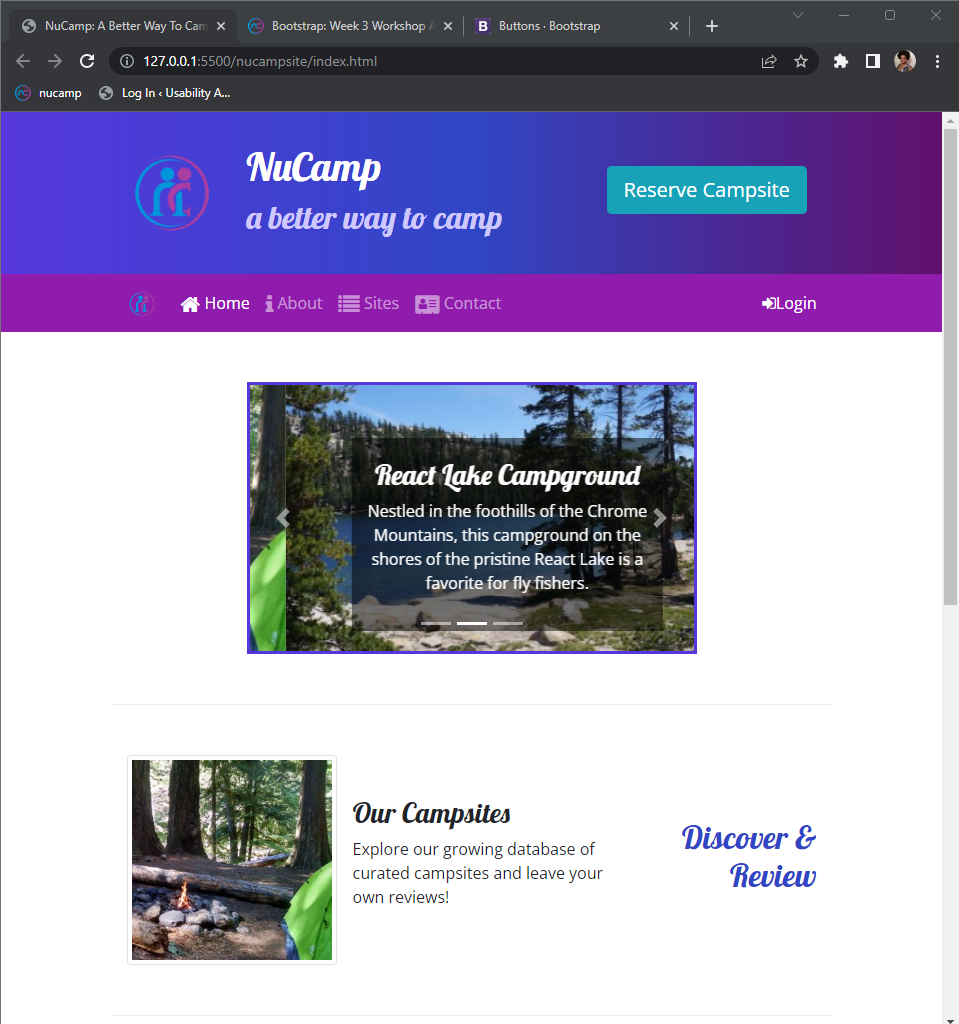 NuCamp: A Better Way To Cam
Bootstrap: Week 3 Workshop A
Buttons · Bootstrap
127.0.0.1:5500/nucampsite/index.html
nucamp
Log In ‹ Usability A...
NuCamp
a better way to camp
Reserve Campsite
Home
About
Sites
Contact
Login
React Lake Campground
Nestled in the foothills of the Chrome
Mountains, this campground on the
shores of the pristine React Lake is a
favorite for fly fishers.
Our Campsites
Explore our growing database of
curated campsites and leave your
own reviews!
Discover &
Review